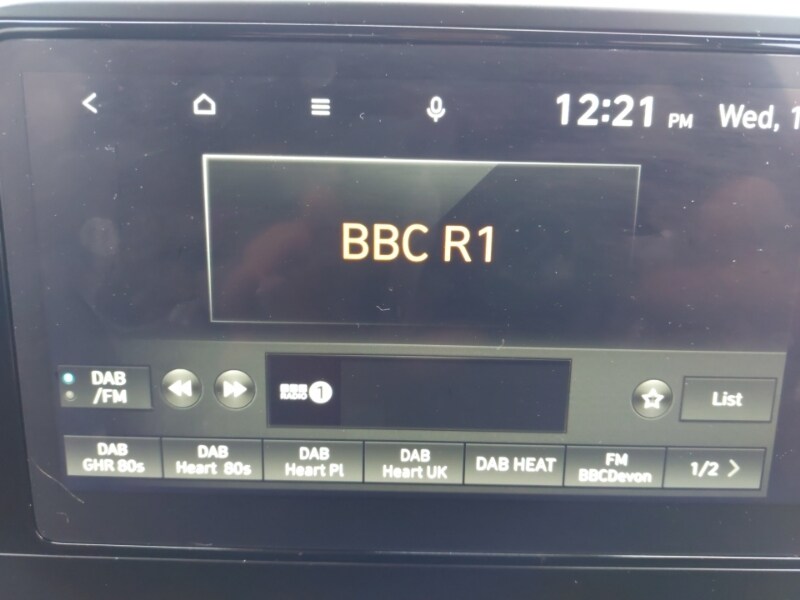 12:21 PM Wed, 1
BBC R1
DAB
/FM
BBC
RADIO 1
List
DAB
GHR 80s
DAB
Heart 80s
DAB
Heart Pl
DAB
Heart UK
DAB HEAT
FM
BBCDevon
1/2 >